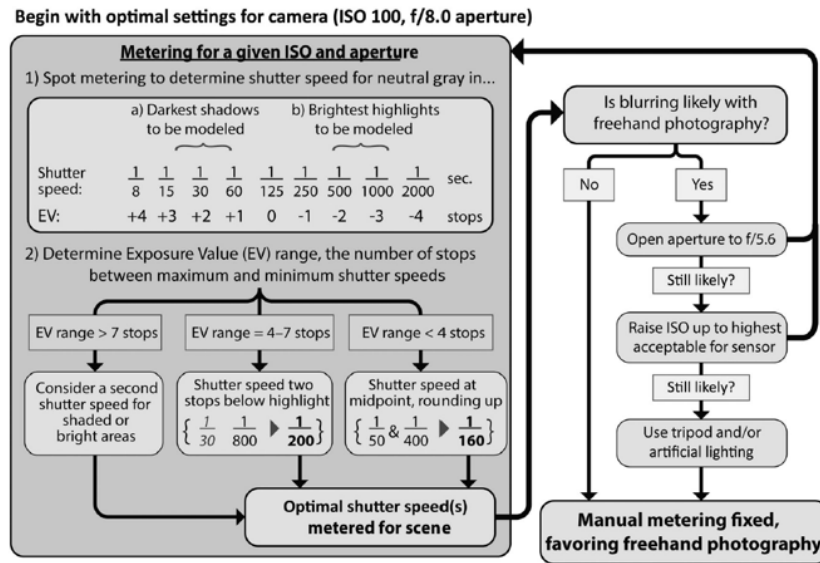 Begin with optimal settings for camera (ISO 100, f/8.0 aperture)
Metering for a given ISO and aperture
1) Spot metering to determine shutter speed for neutral gray in...
a) Darkest shadows
to be modeled
b) Brightest highlights
to be modeled
Shutter
speed:
1/8 1/15 1/30 1/60 1/125 1/250 1/500 1/1000 1/2000 sec.
EV: +4 +3 +2 +1 0 -1 -2 -3 -4 stops
2) Determine Exposure Value (EV) range, the number of stops
between maximum and minimum shutter speeds
EV range > 7 stops
EV range = 4–7 stops
EV range < 4 stops
Consider a second
shutter speed for
shaded or
bright areas
Shutter speed two
stops below highlight
{ 1/30 1/800 ▶ 1/200 }
Shutter speed at
midpoint, rounding up
{ 1/50 & 1/400 ▶ 1/160 }
Optimal shutter speed(s)
metered for scene
Is blurring likely with
freehand photography?
No
Yes
Open aperture to f/5.6
Still likely?
Raise ISO up to highest
acceptable for sensor
Still likely?
Use tripod and/or
artificial lighting
Manual metering fixed,
favoring freehand photography